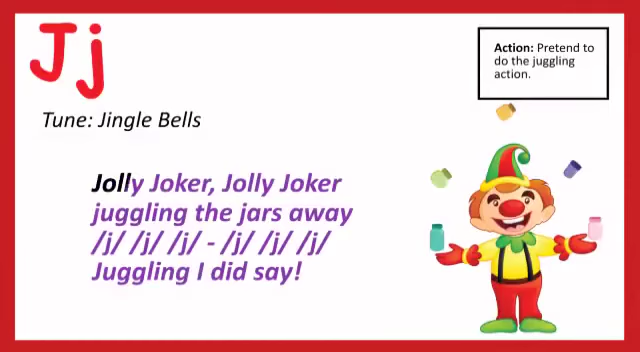 Jj
Action: Pretend to
do the juggling
action.
Tune: Jingle Bells
Jolly Joker, Jolly Joker
juggling the jars away
/j/ /j/ /j/ - /j/ /j/ /j/
Juggling I did say!